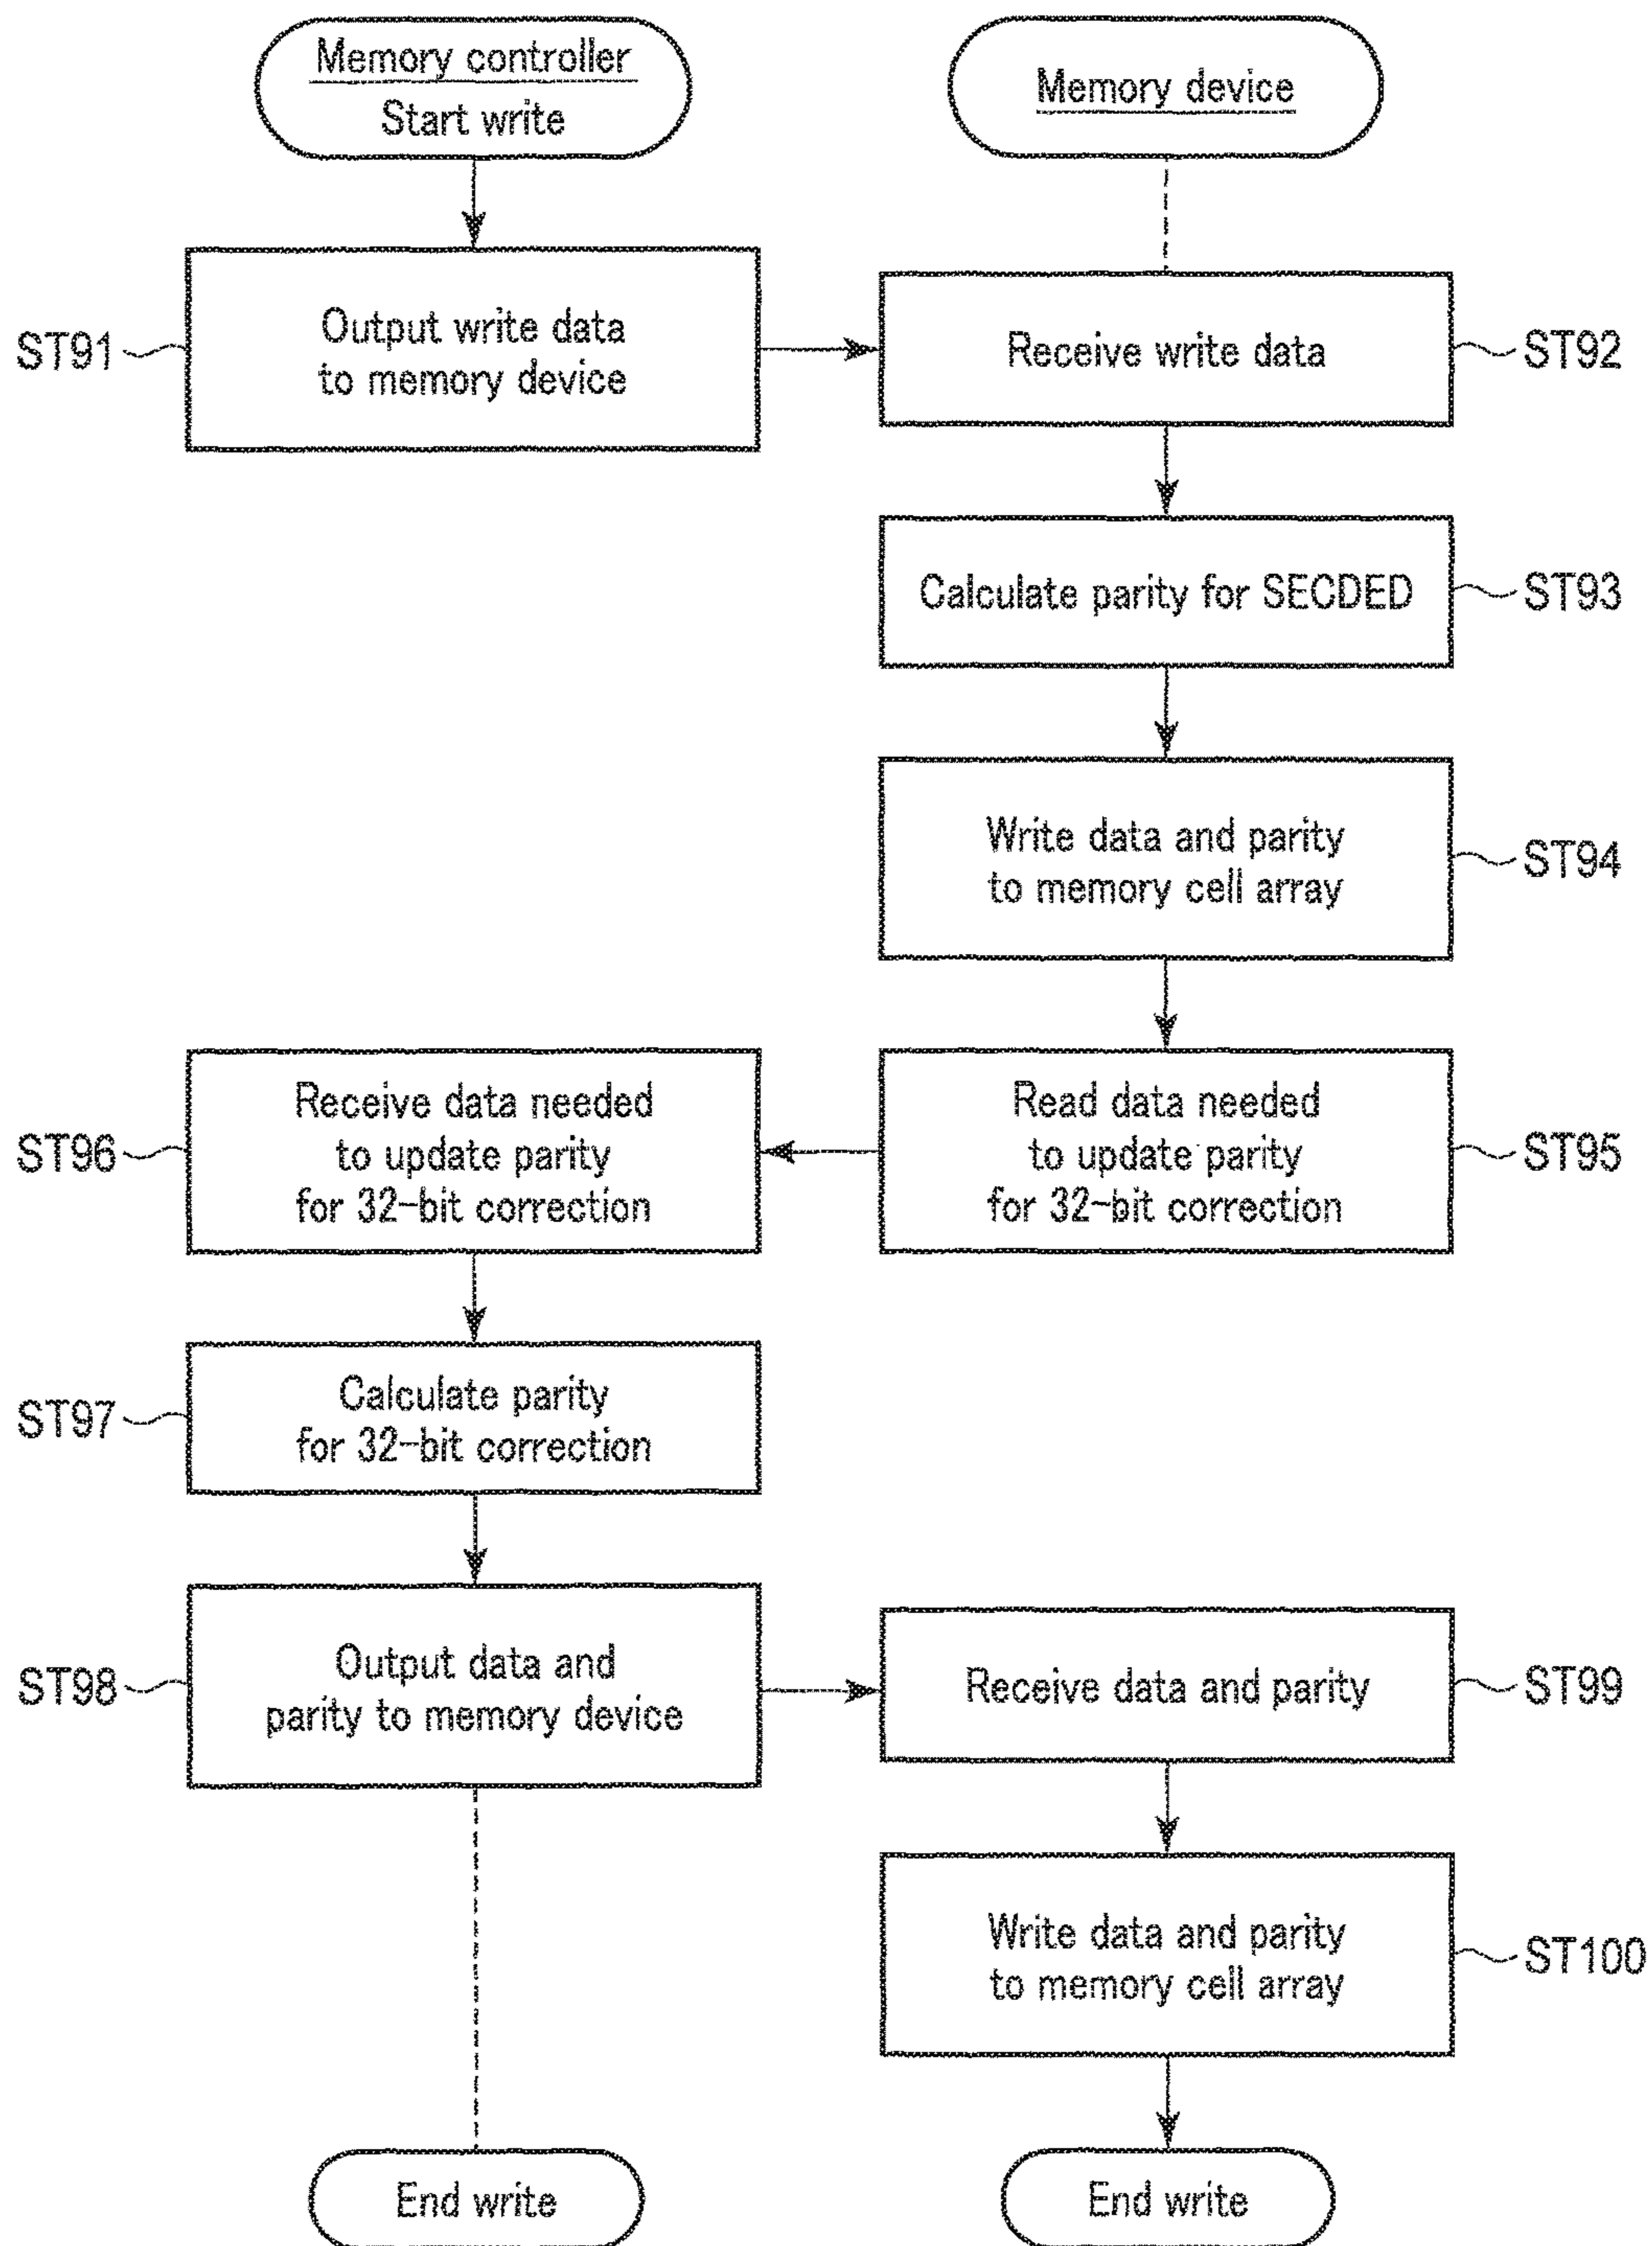 Memory controller
Start write
Memory device
ST91
Output write data
to memory device
Receive write data
ST92
Calculate parity for SECDED
ST93
Write data and parity
to memory cell array
ST94
ST96
Receive data needed
to update parity
for 32-bit correction
Read data needed
to update parity
for 32-bit correction
ST95
ST97
Calculate parity
for 32-bit correction
ST98
Output data and
parity to memory device
Receive data and parity
ST99
Write data and parity
to memory cell array
ST100
End write
End write